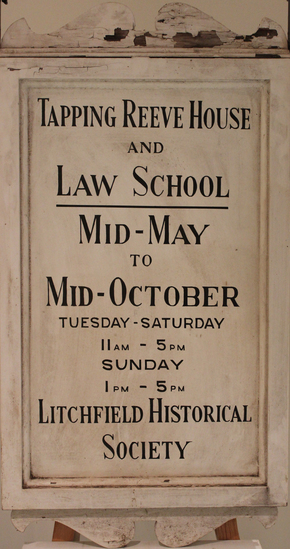 Tapping Reeve House
and
Law School
Mid-May
to
Mid-October
Tuesday-Saturday
11am - 5pm
Sunday
1pm - 5pm
Litchfield Historical
Society